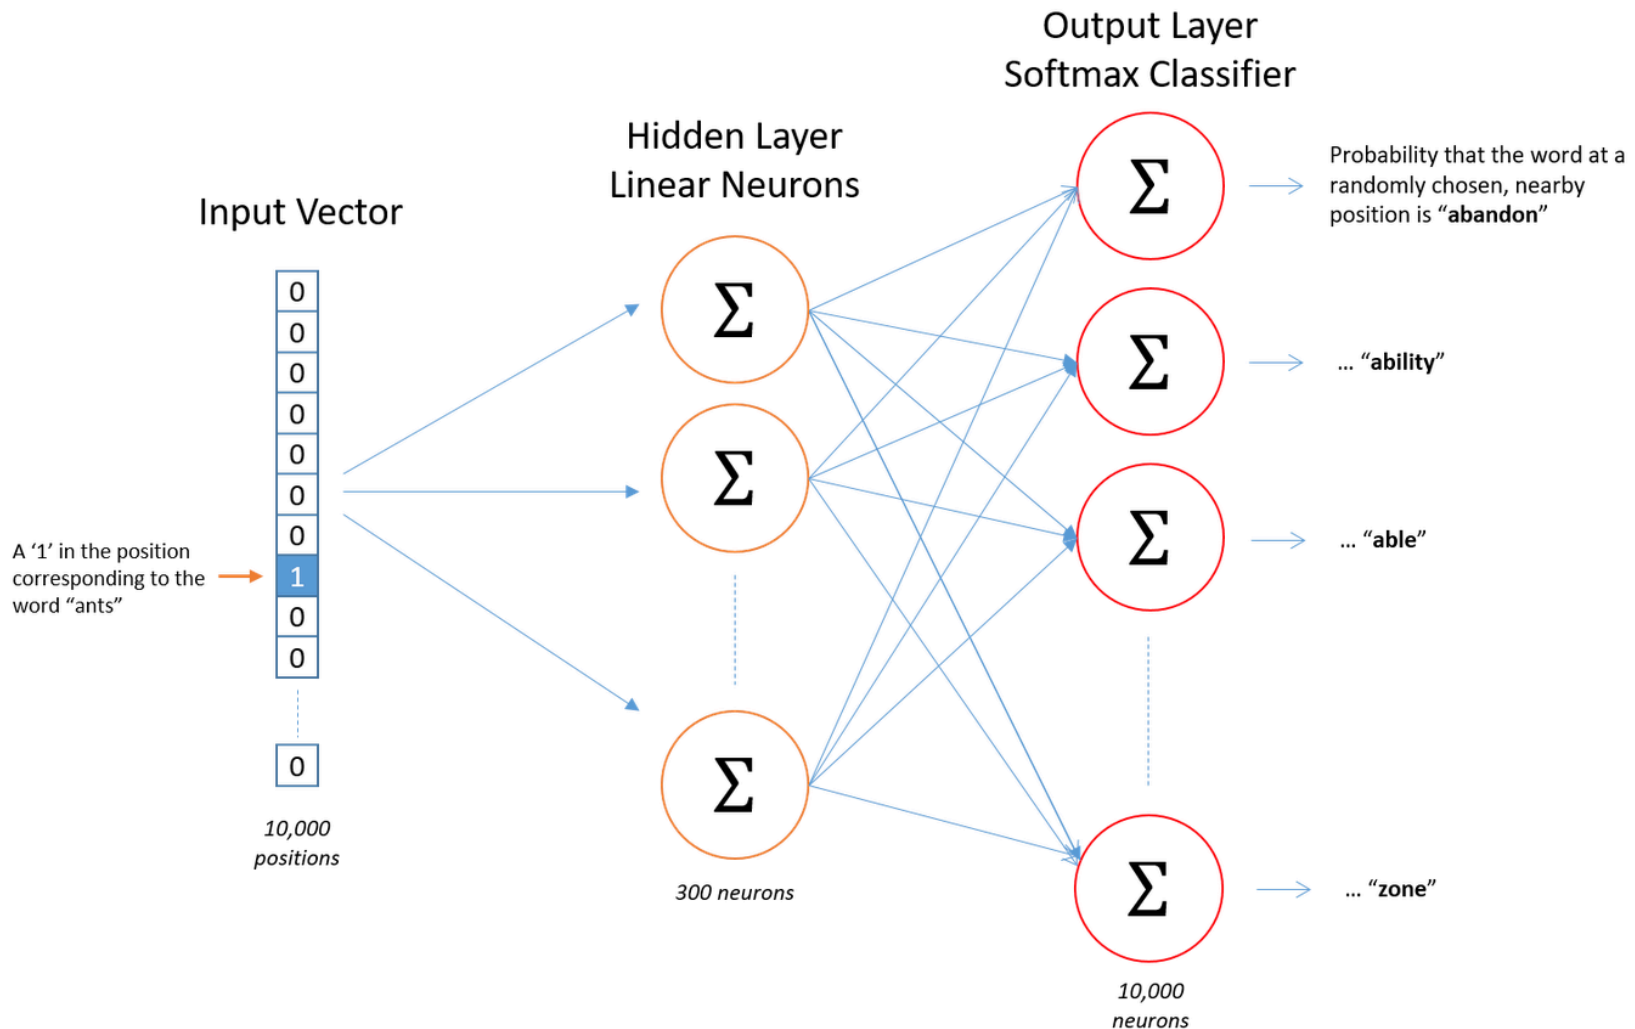 Output Layer
Softmax Classifier
Hidden Layer
Linear Neurons
Input Vector
0
0
0
0
0
0
0
1
0
0
0
A ‘1’ in the position
corresponding to the
word “ants”
10,000
positions
Σ
Σ
Σ
300 neurons
Σ
Σ
Σ
Σ
10,000
neurons
Probability that the word at a
randomly chosen, nearby
position is “abandon”
... “ability”
... “able”
... “zone”